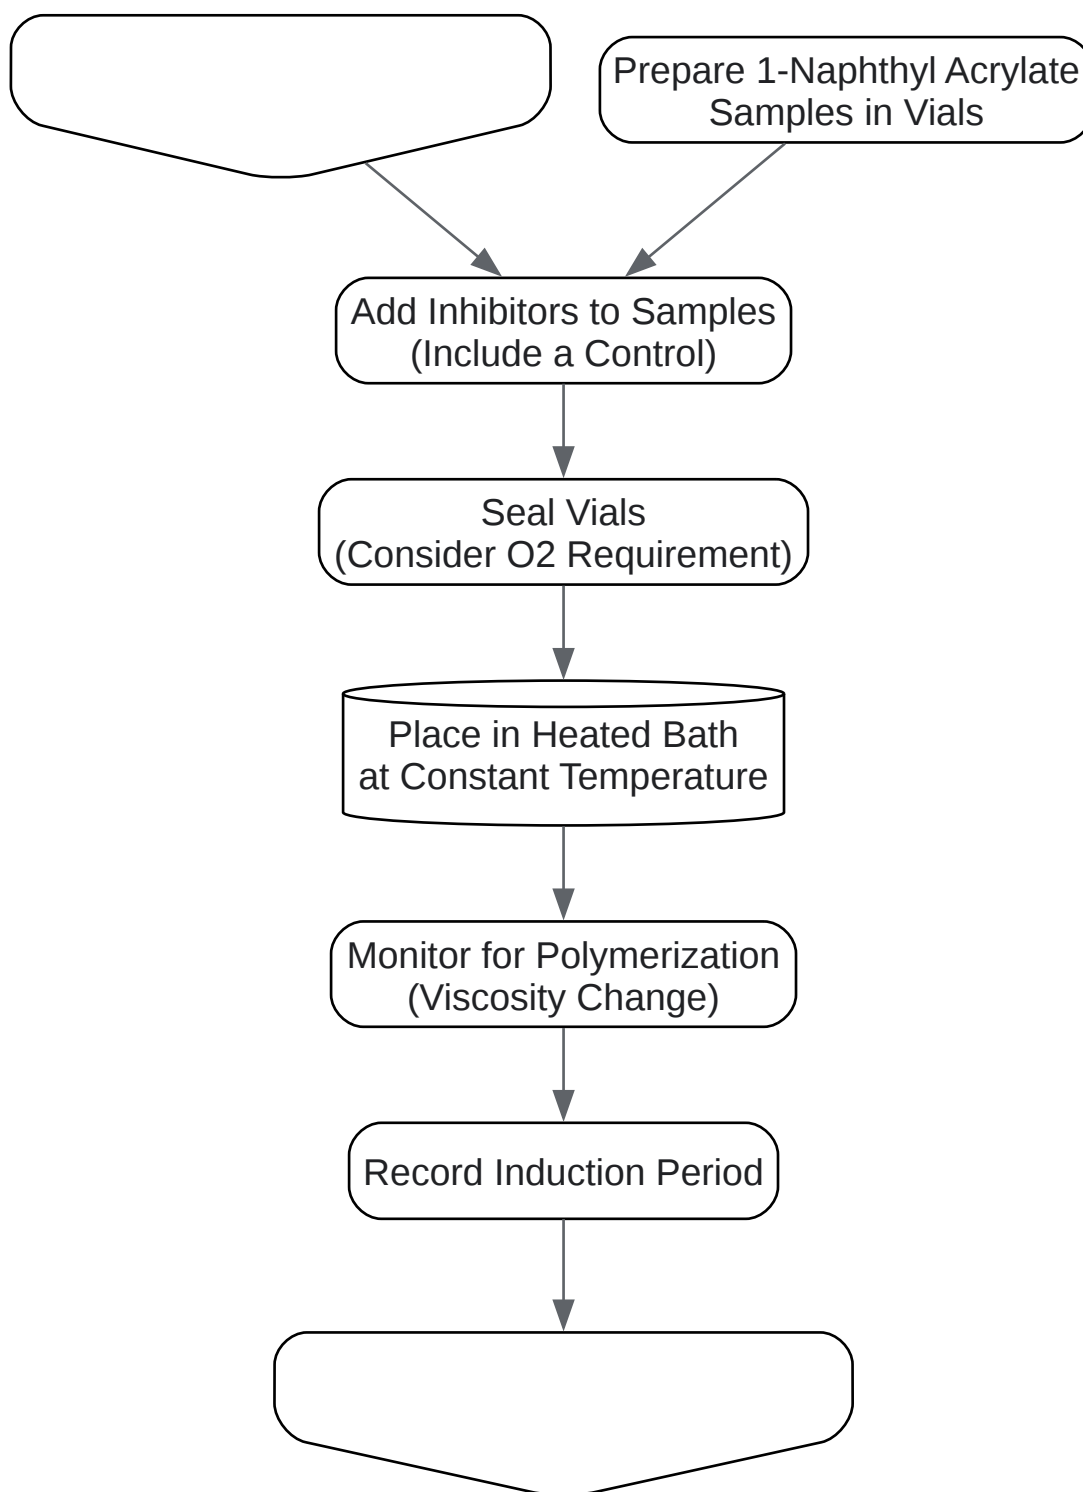 Prepare 1-Naphthyl Acrylate
Samples in Vials
Add Inhibitors to Samples
(Include a Control)
Seal Vials
(Consider O2 Requirement)
Place in Heated Bath
at Constant Temperature
Monitor for Polymerization
(Viscosity Change)
Record Induction Period